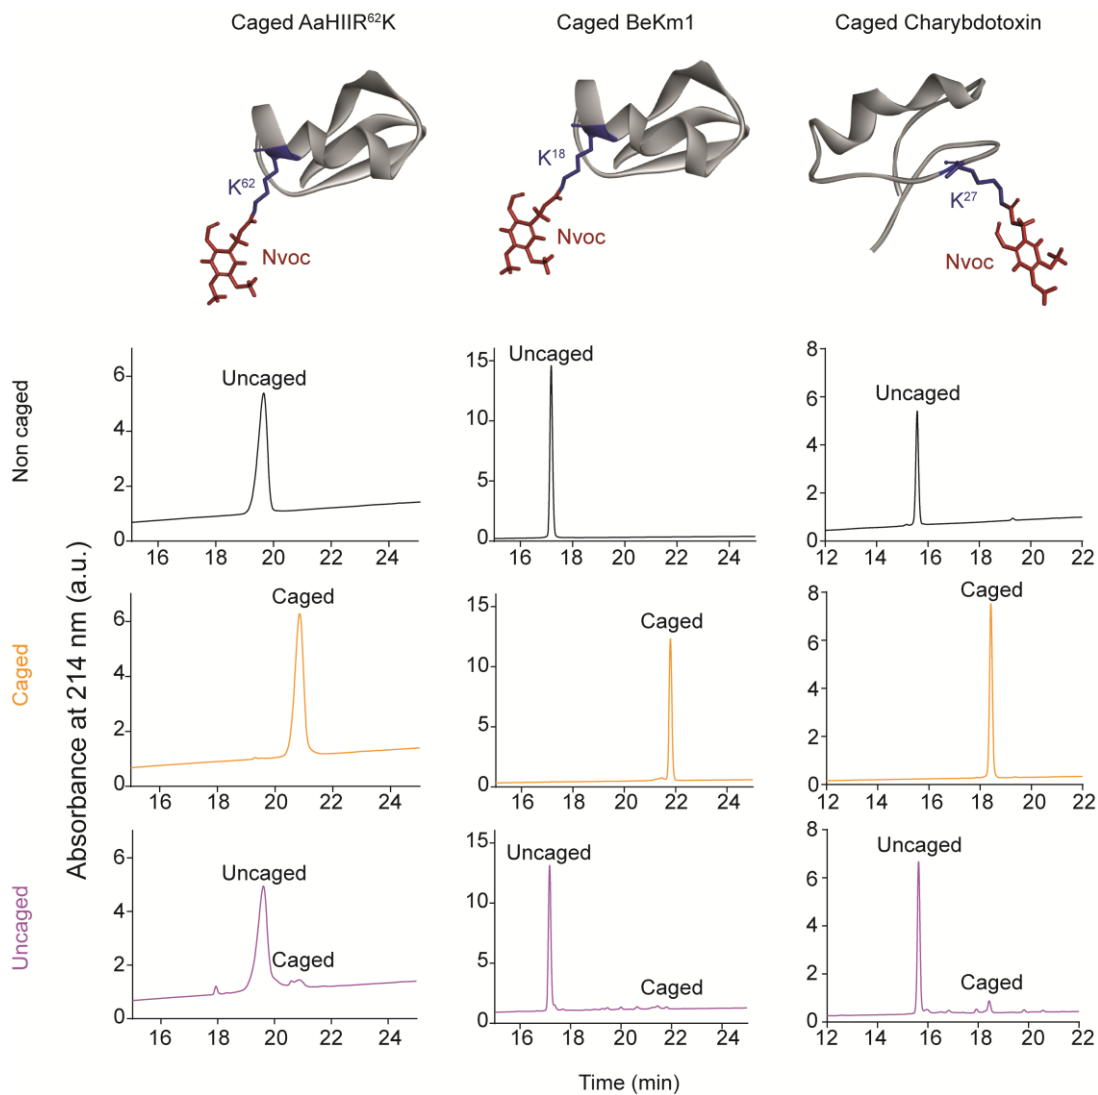 Caged AaHIIR⁶²K Caged BeKm1 Caged Charybdotoxin
K⁶² K¹⁸ K²⁷
Nvoc Nvoc Nvoc
Non caged
Absorbance at 214 nm (a.u.)
Uncaged
6
4
2
0
16 18 20 22 24
Uncaged
15
10
5
0
16 18 20 22 24
Uncaged
8
6
4
2
0
12 14 16 18 20 22
Caged
Caged
6
4
2
0
16 18 20 22 24
Caged
15
10
5
0
16 18 20 22 24
Caged
8
6
4
2
0
12 14 16 18 20 22
Uncaged
Uncaged
Caged
6
4
2
0
16 18 20 22 24
Uncaged
Caged
15
10
5
0
16 18 20 22 24
Uncaged
Caged
8
6
4
2
0
12 14 16 18 20 22
Time (min)